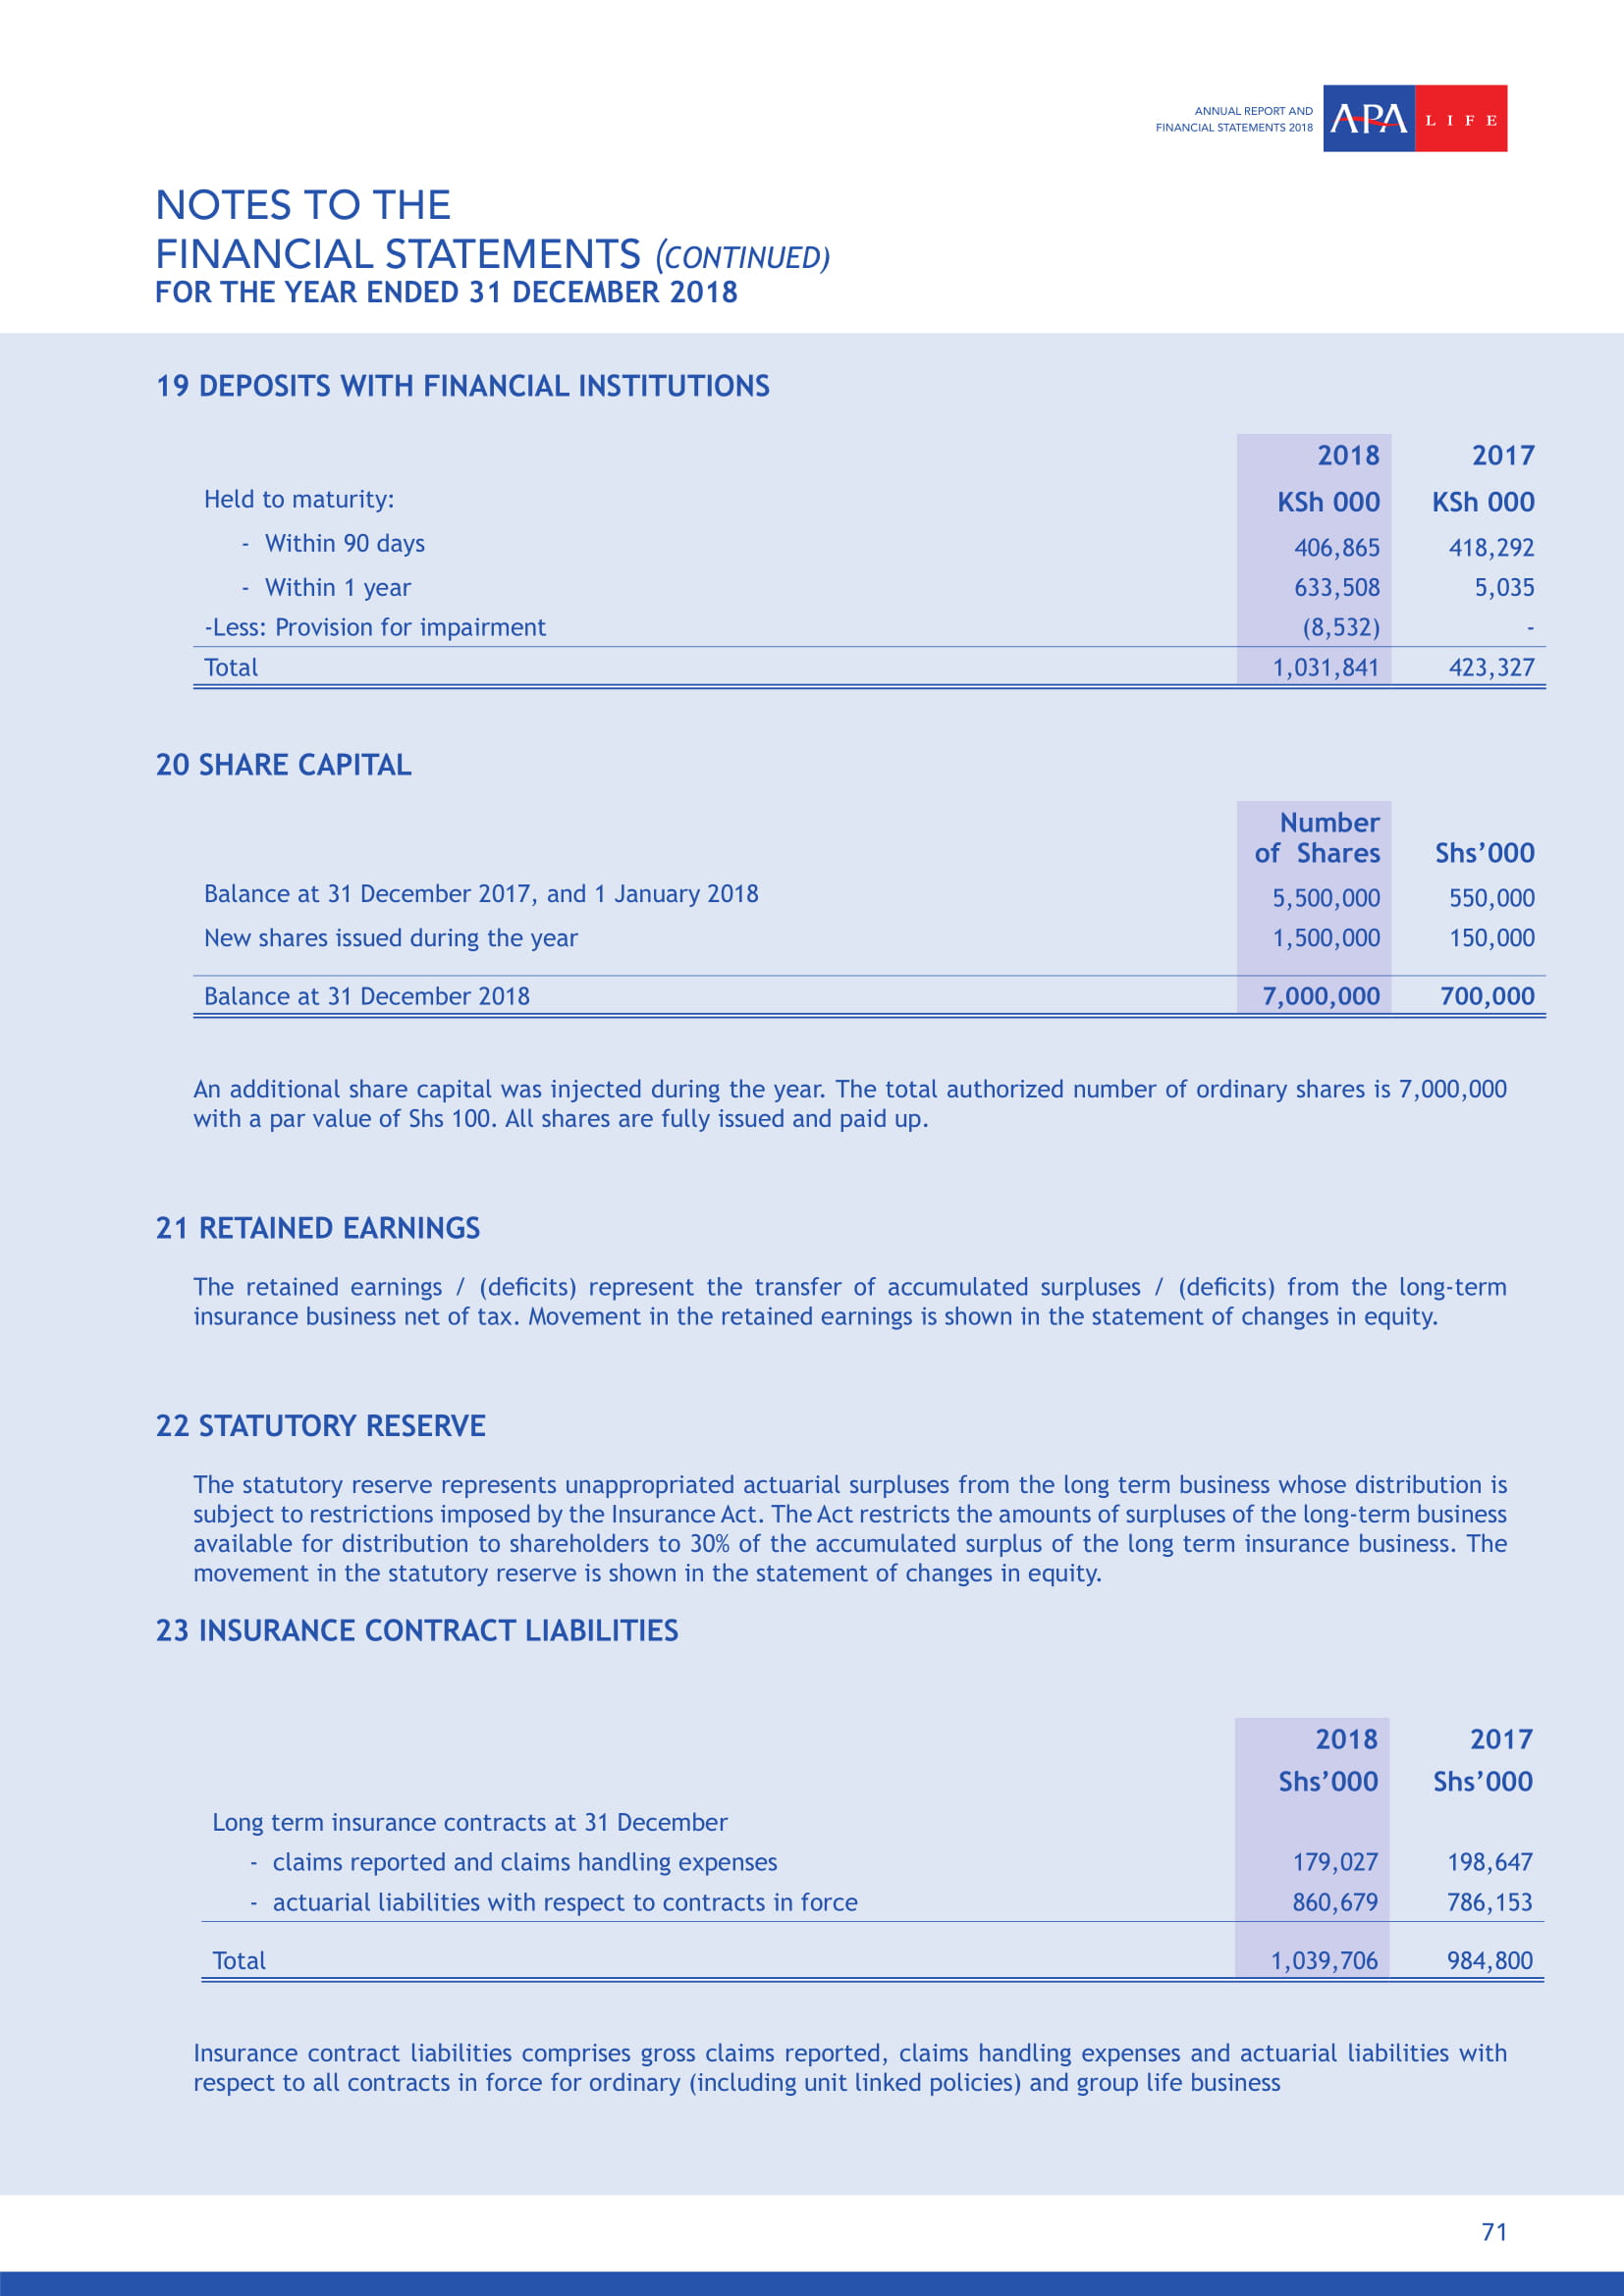 ANNUAL REPORT AND
FINANCIAL STATEMENTS 2018
APA LIFE
NOTES TO THE
FINANCIAL STATEMENTS (CONTINUED)
FOR THE YEAR ENDED 31 DECEMBER 2018
19 DEPOSITS WITH FINANCIAL INSTITUTIONS
2018 2017
Held to maturity: KSh 000 KSh 000
- Within 90 days 406,865 418,292
- Within 1 year 633,508 5,035
-Less: Provision for impairment (8,532) -
Total 1,031,841 423,327
20 SHARE CAPITAL
Number
of Shares Shs’000
Balance at 31 December 2017, and 1 January 2018 5,500,000 550,000
New shares issued during the year 1,500,000 150,000
Balance at 31 December 2018 7,000,000 700,000
An additional share capital was injected during the year. The total authorized number of ordinary shares is 7,000,000
with a par value of Shs 100. All shares are fully issued and paid up.
21 RETAINED EARNINGS
The retained earnings / (deficits) represent the transfer of accumulated surpluses / (deficits) from the long-term
insurance business net of tax. Movement in the retained earnings is shown in the statement of changes in equity.
22 STATUTORY RESERVE
The statutory reserve represents unappropriated actuarial surpluses from the long term business whose distribution is
subject to restrictions imposed by the Insurance Act. The Act restricts the amounts of surpluses of the long-term business
available for distribution to shareholders to 30% of the accumulated surplus of the long term insurance business. The
movement in the statutory reserve is shown in the statement of changes in equity.
23 INSURANCE CONTRACT LIABILITIES
2018 2017
Shs’000 Shs’000
Long term insurance contracts at 31 December
- claims reported and claims handling expenses 179,027 198,647
- actuarial liabilities with respect to contracts in force 860,679 786,153
Total 1,039,706 984,800
Insurance contract liabilities comprises gross claims reported, claims handling expenses and actuarial liabilities with
respect to all contracts in force for ordinary (including unit linked policies) and group life business
71